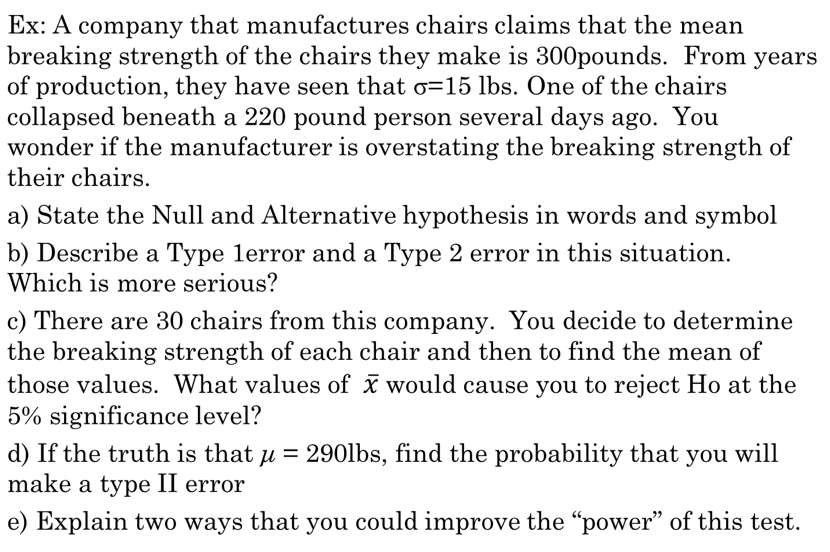 Ex: A company that manufactures chairs claims that the mean
breaking strength of the chairs they make is 300pounds.  From years
of production, they have seen that σ=15 lbs. One of the chairs
collapsed beneath a 220 pound person several days ago.  You
wonder if the manufacturer is overstating the breaking strength of
their chairs.
a) State the Null and Alternative hypothesis in words and symbol
b) Describe a Type 1error and a Type 2 error in this situation.
Which is more serious?
c) There are 30 chairs from this company.  You decide to determine
the breaking strength of each chair and then to find the mean of
those values.  What values of x̄ would cause you to reject Ho at the
5% significance level?
d) If the truth is that μ = 290lbs, find the probability that you will
make a type II error
e) Explain two ways that you could improve the “power” of this test.